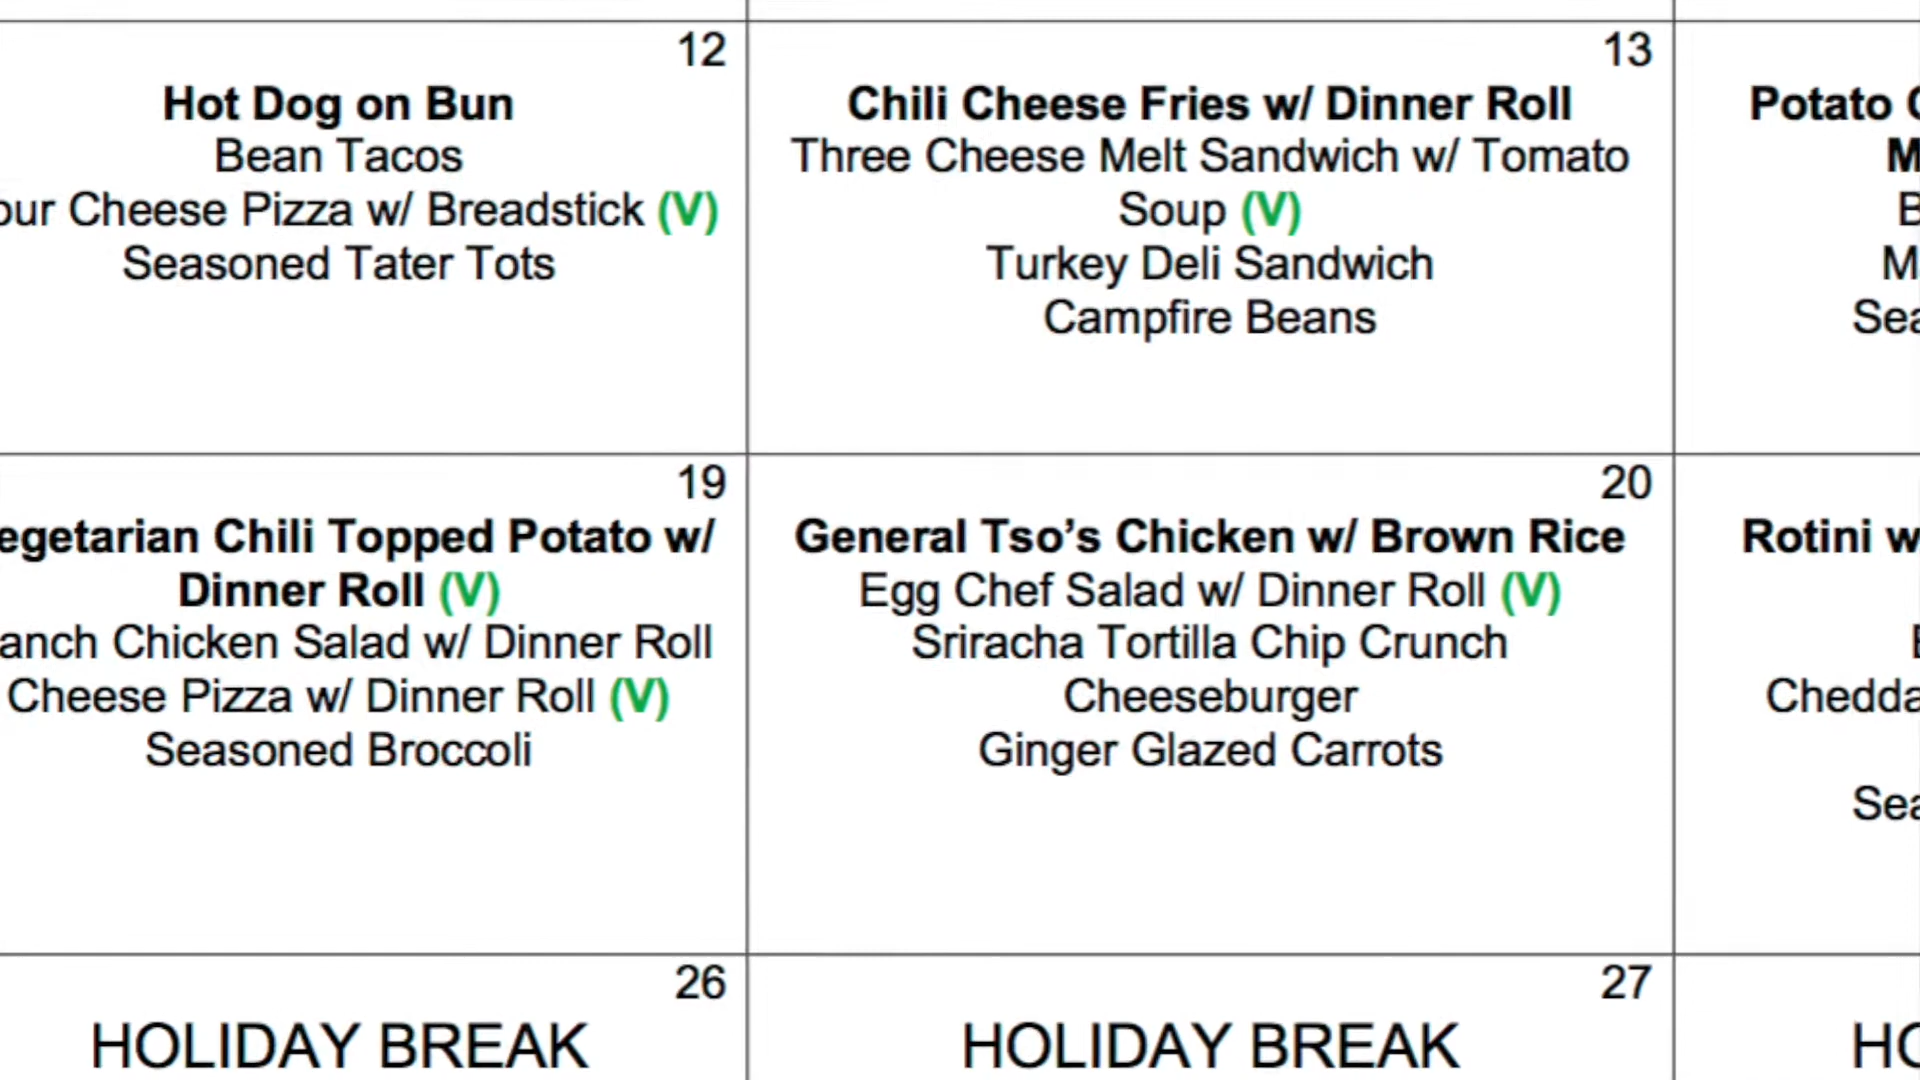 12
Hot Dog on Bun
Bean Tacos
Cheese Pizza w/ Breadstick (V)
Seasoned Tater Tots
13
Chili Cheese Fries w/ Dinner Roll
Three Cheese Melt Sandwich w/ Tomato
Soup (V)
Turkey Deli Sandwich
Campfire Beans
Potato
19
Chili Topped Potato w/
Dinner Roll (V)
Chicken Salad w/ Dinner Roll
Cheese Pizza w/ Dinner Roll (V)
Seasoned Broccoli
20
General Tso’s Chicken w/ Brown Rice
Egg Chef Salad w/ Dinner Roll (V)
Sriracha Tortilla Chip Crunch
Cheeseburger
Ginger Glazed Carrots
Rotini w
26
HOLIDAY BREAK
27
HOLIDAY BREAK